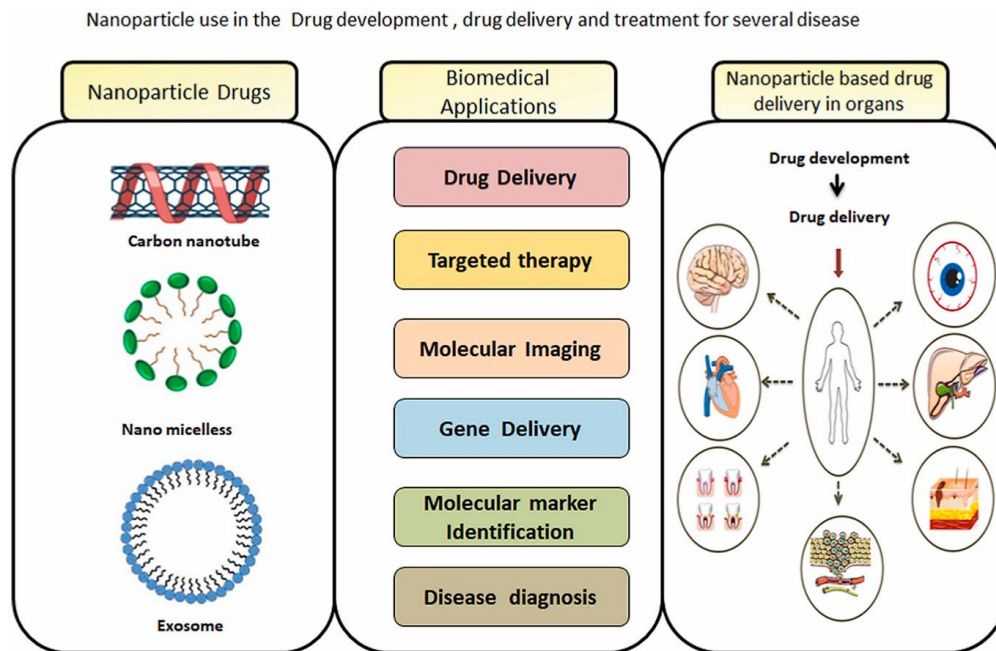 Nanoparticle use in the Drug development , drug delivery and treatment for several disease
Nanoparticle Drugs
Carbon nanotube
Nano micelless
Exosome
Biomedical
Applications
Drug Delivery
Targeted therapy
Molecular Imaging
Gene Delivery
Molecular marker
Identification
Disease diagnosis
Nanoparticle based drug
delivery in organs
Drug development
Drug delivery